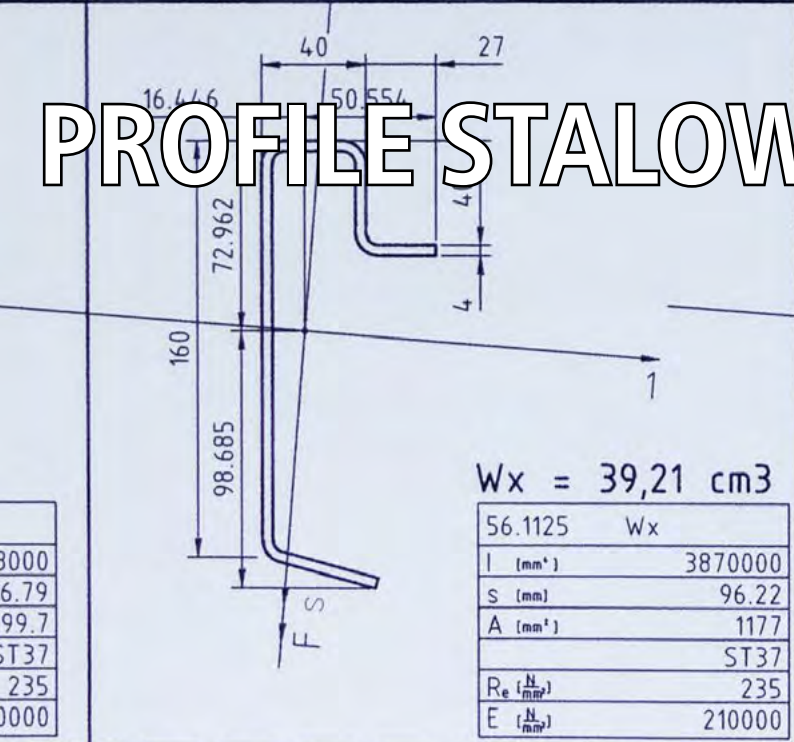 40 27
16.446 50.554
PROFILE STALOW
72.962
4
160
1
98.685
S
F
Wx = 39,21 cm3
56.1125 Wx
I [mm⁴] 3870000
S [mm] 96.22
A [mm²] 1177
ST37
Re [N/mm²] 235
E [N/mm²] 210000
8000
6.79
99.7
ST37
235
0000